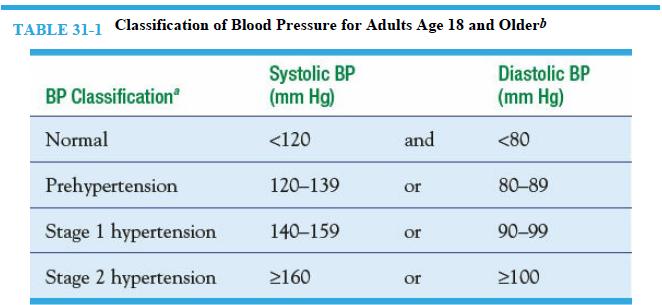 TABLE 31-1 Classification of Blood Pressure for Adults Age 18 and Olderb
BP Classificationa Systolic BP (mm Hg) Diastolic BP (mm Hg)
Normal <120 and <80
Prehypertension 120–139 or 80–89
Stage 1 hypertension 140–159 or 90–99
Stage 2 hypertension ≥160 or ≥100